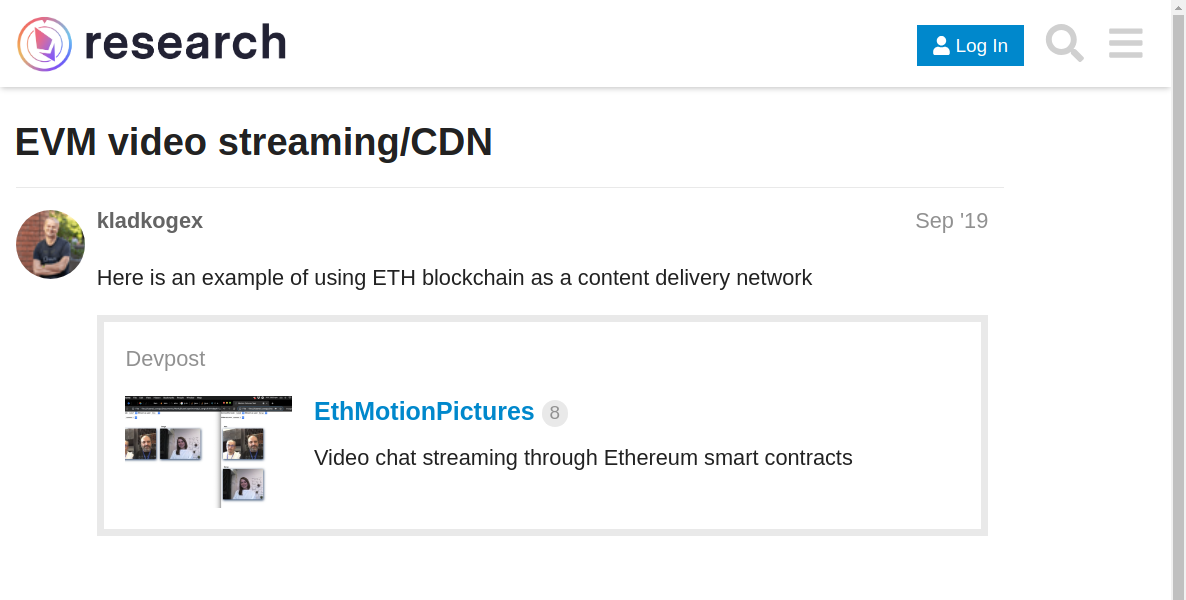 research
Log In
EVM video streaming/CDN
kladkogex
Sep '19
Here is an example of using ETH blockchain as a content delivery network
Devpost
EthMotionPictures 8
Video chat streaming through Ethereum smart contracts